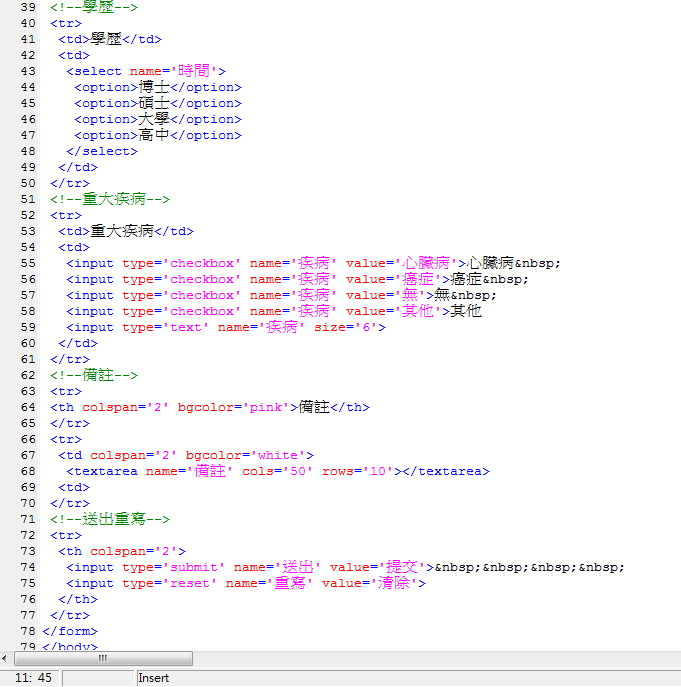 39 <!--學歷-->
40 <tr>
41 <td>學歷</td>
42 <td>
43 <select name='時間'>
44 <option>博士</option>
45 <option>碩士</option>
46 <option>大學</option>
47 <option>高中</option>
48 </select>
49 </td>
50 </tr>
51 <!--重大疾病-->
52 <tr>
53 <td>重大疾病</td>
54 <td>
55 <input type='checkbox' name='疾病' value='心臟病'>心臟病&nbsp;
56 <input type='checkbox' name='疾病' value='癌症'>癌症&nbsp;
57 <input type='checkbox' name='疾病' value='無'>無&nbsp;
58 <input type='checkbox' name='疾病' value='其他'>其他
59 <input type='text' name='疾病' size='6'>
60 </td>
61 </tr>
62 <!--備註-->
63 <tr>
64 <th colspan='2' bgcolor='pink'>備註</th>
65 </tr>
66 <tr>
67 <td colspan='2' bgcolor='white'>
68 <textarea name='備註' cols='50' rows='10'></textarea>
69 <td>
70 </tr>
71 <!--送出重寫-->
72 <tr>
73 <th colspan='2'>
74 <input type='submit' name='送出' value='提交'>&nbsp;&nbsp;&nbsp;&nbsp;
75 <input type='reset' name='重寫' value='清除'>
76 </th>
77 </tr>
78 </form>
79 </body>
11: 45 Insert